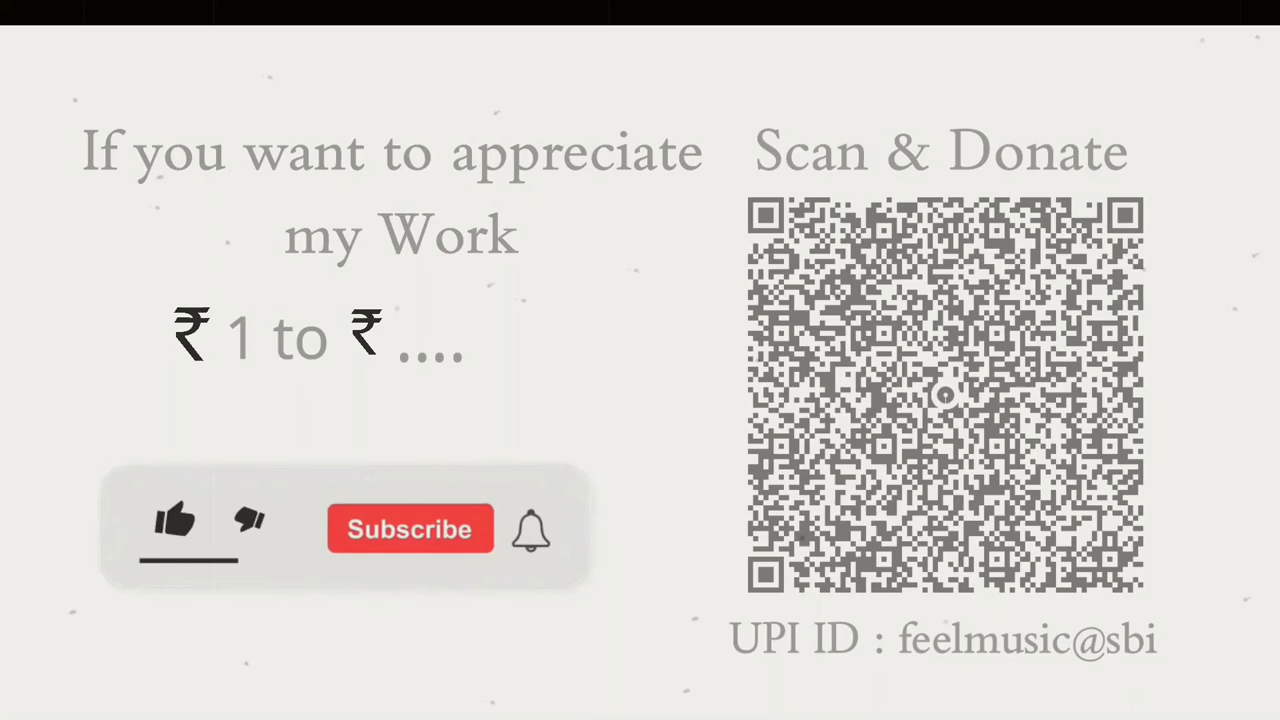 If you want to appreciate
my Work
₹ 1 to ₹ ....
Subscribe
Scan & Donate
UPI ID : feelmusic@sbi